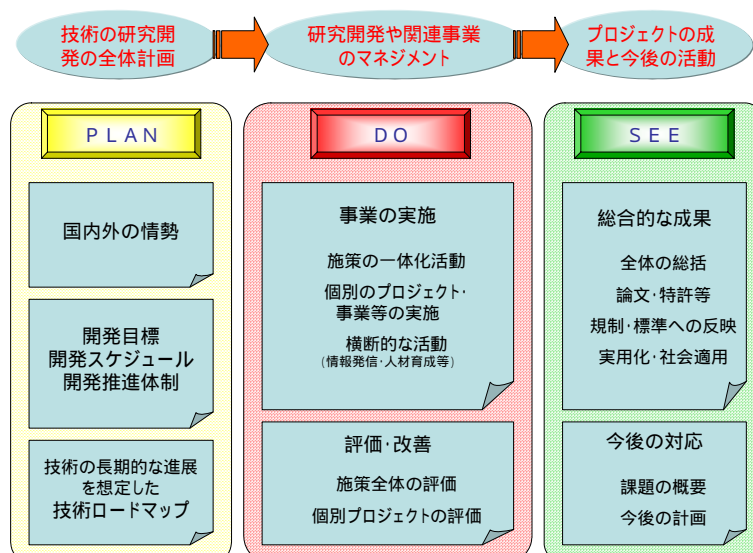 技術の研究開
発の全体計画
研究開発や関連事業
のマネジメント
プロジェクトの成
果と今後の活動
PLAN
国内外の情勢
開発目標
開発スケジュール
開発推進体制
技術の長期的な進展
を想定した
技術ロードマップ
DO
事業の実施
施策の一体化活動
個別のプロジェクト・
事業等の実施
横断的な活動
(情報発信・人材育成等)
評価・改善
施策全体の評価
個別プロジェクトの評価
SEE
総合的な成果
全体の総括
論文・特許等
規制・標準への反映
実用化・社会適用
今後の対応
課題の概要
今後の計画